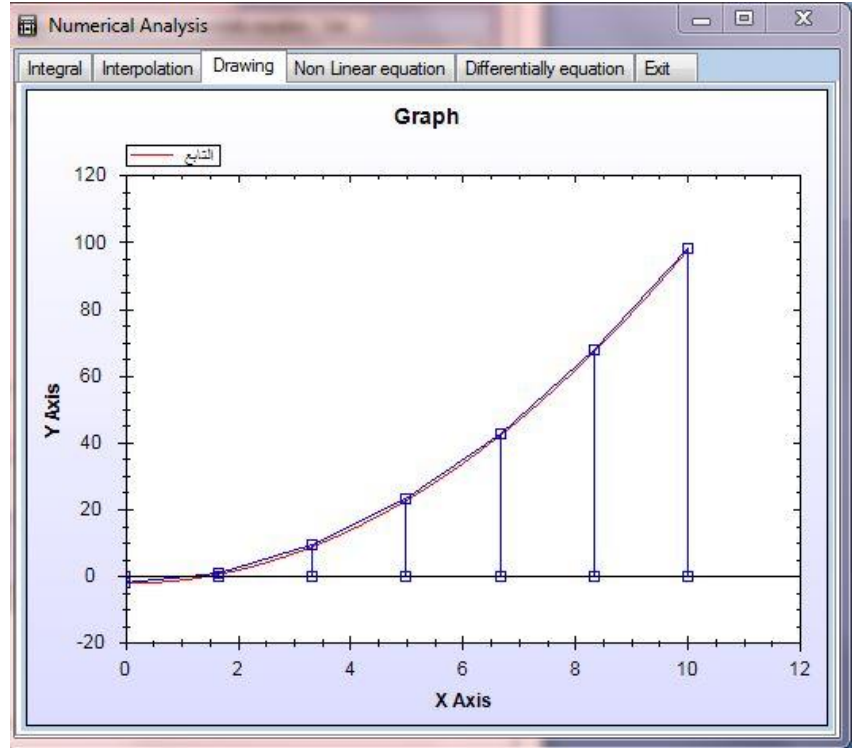 Numerical Analysis
Integral Interpolation Drawing Non Linear equation Differentially equation Exit
Graph
التابع
120
100
80
60
40
20
0
-20
Y Axis
0 2 4 6 8 10 12
X Axis